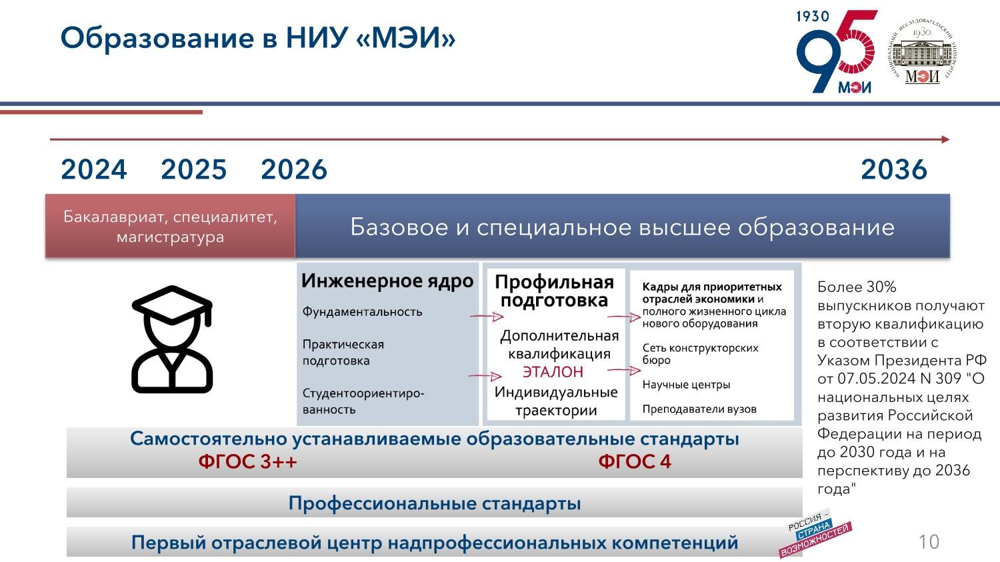 Образование в НИУ «МЭИ»
1930
95
МЭИ
НАЦИОНАЛЬНЫЙ ИССЛЕДОВАТЕЛЬСКИЙ УНИВЕРСИТЕТ
1930
МЭИ
2024 2025 2026 2036
Бакалавриат, специалитет,
магистратура
Базовое и специальное высшее образование
Инженерное ядро
Фундаментальность
Практическая
подготовка
Студентоориентиро-
ванность
Профильная
подготовка
Дополнительная
квалификация
ЭТАЛОН
Индивидуальные
траектории
Кадры для приоритетных
отраслей экономики и
полного жизненного цикла
нового оборудования
Сеть конструкторских
бюро
Научные центры
Преподаватели вузов
Более 30%
выпускников получают
вторую квалификацию
в соответствии с
Указом Президента РФ
от 07.05.2024 N 309 "О
национальных целях
развития Российской
Федерации на период
до 2030 года и на
перспективу до 2036
года"
Самостоятельно устанавливаемые образовательные стандарты
ФГОС 3++ ФГОС 4
Профессиональные стандарты
Первый отраслевой центр надпрофессиональных компетенций
РОССИЯ –
СТРАНА
ВОЗМОЖНОСТЕЙ
10